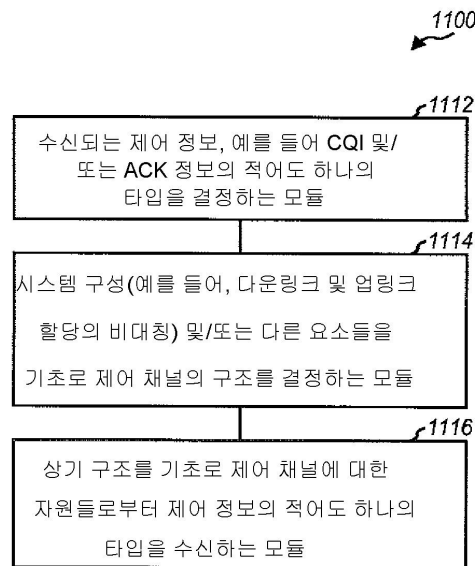 1100
1112
수신되는 제어 정보, 예를 들어 CQI 및/
또는 ACK 정보의 적어도 하나의
타입을 결정하는 모듈
1114
시스템 구성(예를 들어, 다운링크 및 업링크
할당의 비대칭) 및/또는 다른 요소들을
기초로 제어 채널의 구조를 결정하는 모듈
1116
상기 구조를 기초로 제어 채널에 대한
자원들로부터 제어 정보의 적어도 하나의
타입을 수신하는 모듈